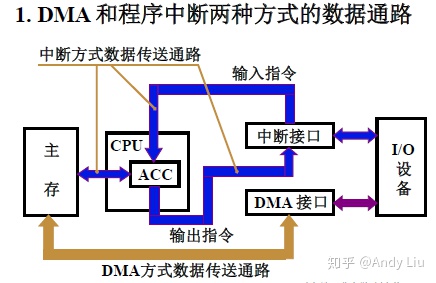 1. DMA 和程序中断两种方式的数据通路
中断方式数据传送通路
输入指令
主
存
CPU
ACC
中断接口
I/O
设
备
DMA 接口
输出指令
DMA方式数据传送通路
知乎 @Andy Liu